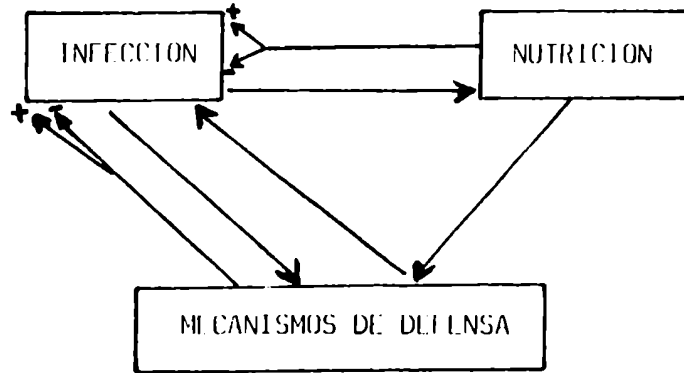 +
INFECCION
-
NUTRICION
+ -
MECANISMOS DE DEFENSA